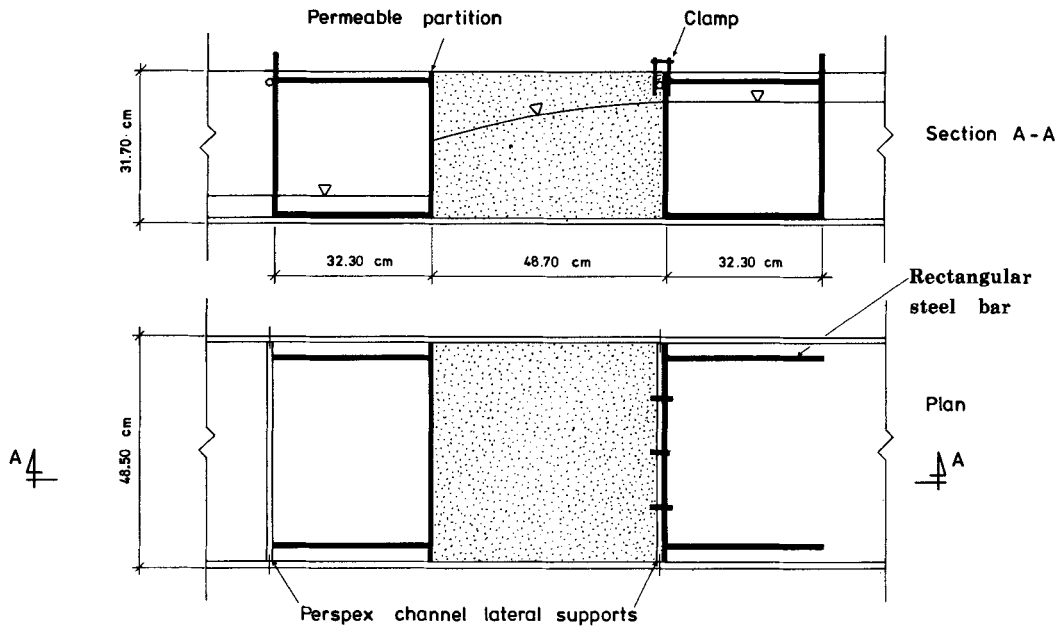 Permeable partition
Clamp
31.70 cm
Section A-A
32.30 cm
48.70 cm
32.30 cm
Rectangular
steel bar
48.50 cm
Plan
A
A
Perspex channel lateral supports